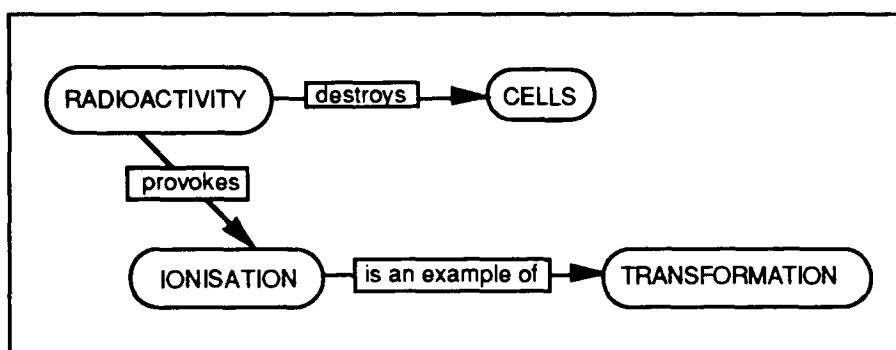 RADIOACTIVITY destroys CELLS
provokes
IONISATION is an example of TRANSFORMATION